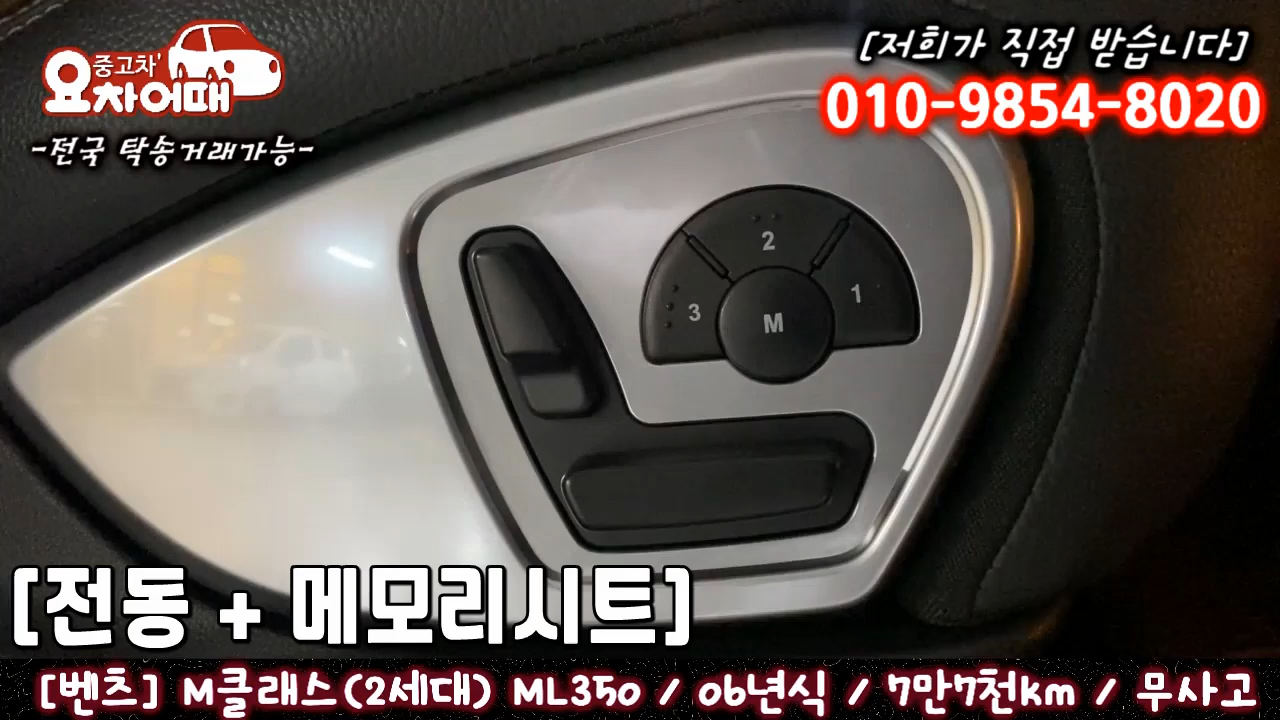 중고차'
요차어때
-전국 탁송거래가능-
[저희가 직접 받습니다]
010-9854-8020
2
3
1
M
[전동 + 메모리시트]
[벤츠] M클래스(2세대) ML350 / 06년식 / 7만7천km / 무사고